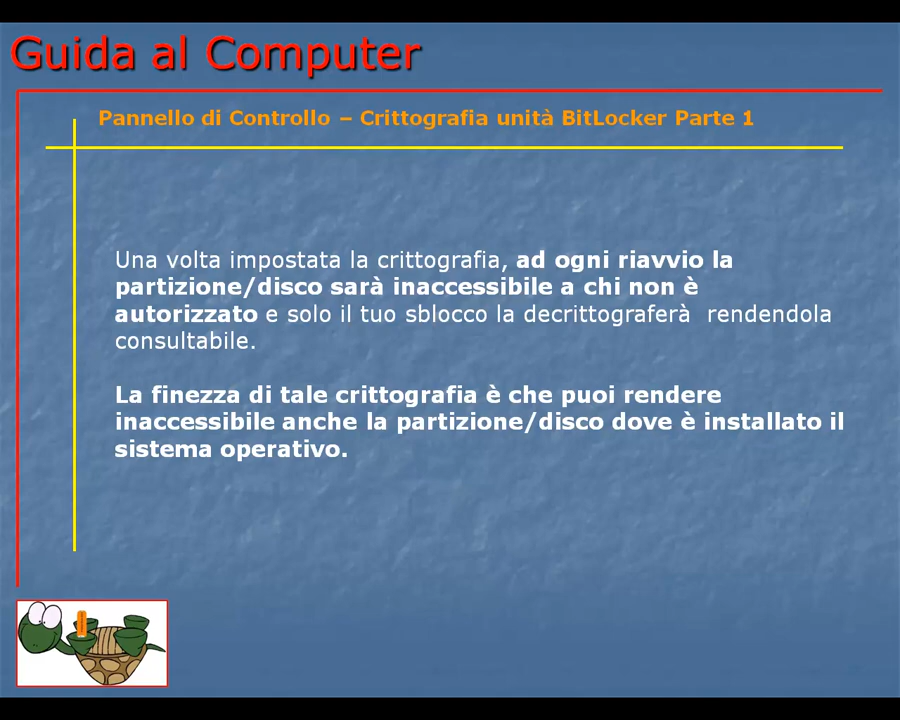 Guida al Computer
Pannello di Controllo – Crittografia unità BitLocker Parte 1
Una volta impostata la crittografia, ad ogni riavvio la
partizione/disco sarà inaccessibile a chi non è
autorizzato e solo il tuo sblocco la decrittograferà  rendendola
consultabile.
La finezza di tale crittografia è che puoi rendere
inaccessibile anche la partizione/disco dove è installato il
sistema operativo.